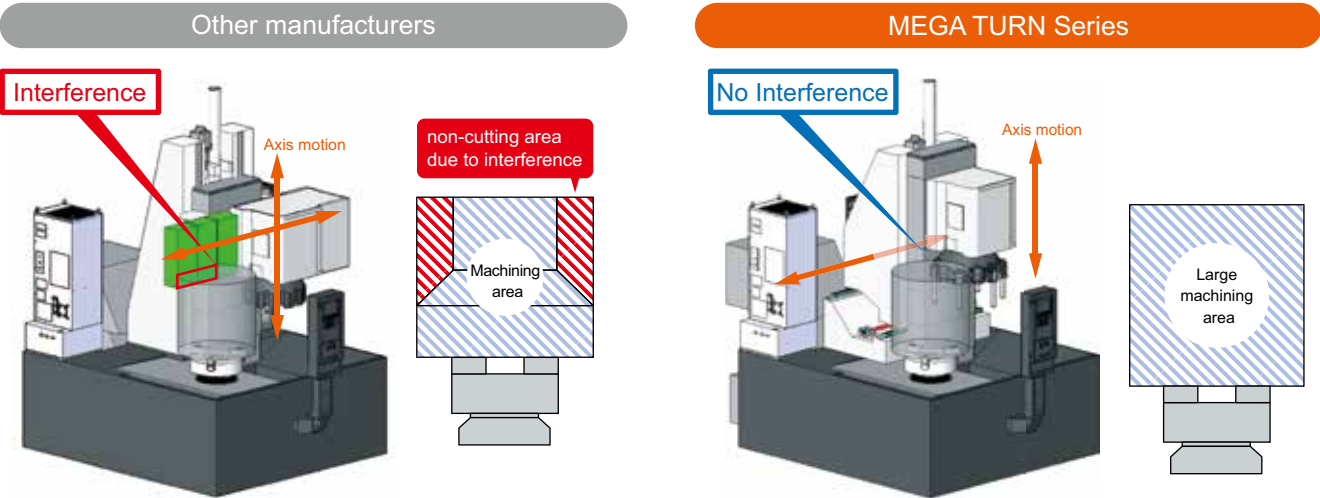 Other manufacturers
Interference
Axis motion
non-cutting area
due to interference
Machining
area
MEGA TURN Series
No Interference
Axis motion
Large
machining
area